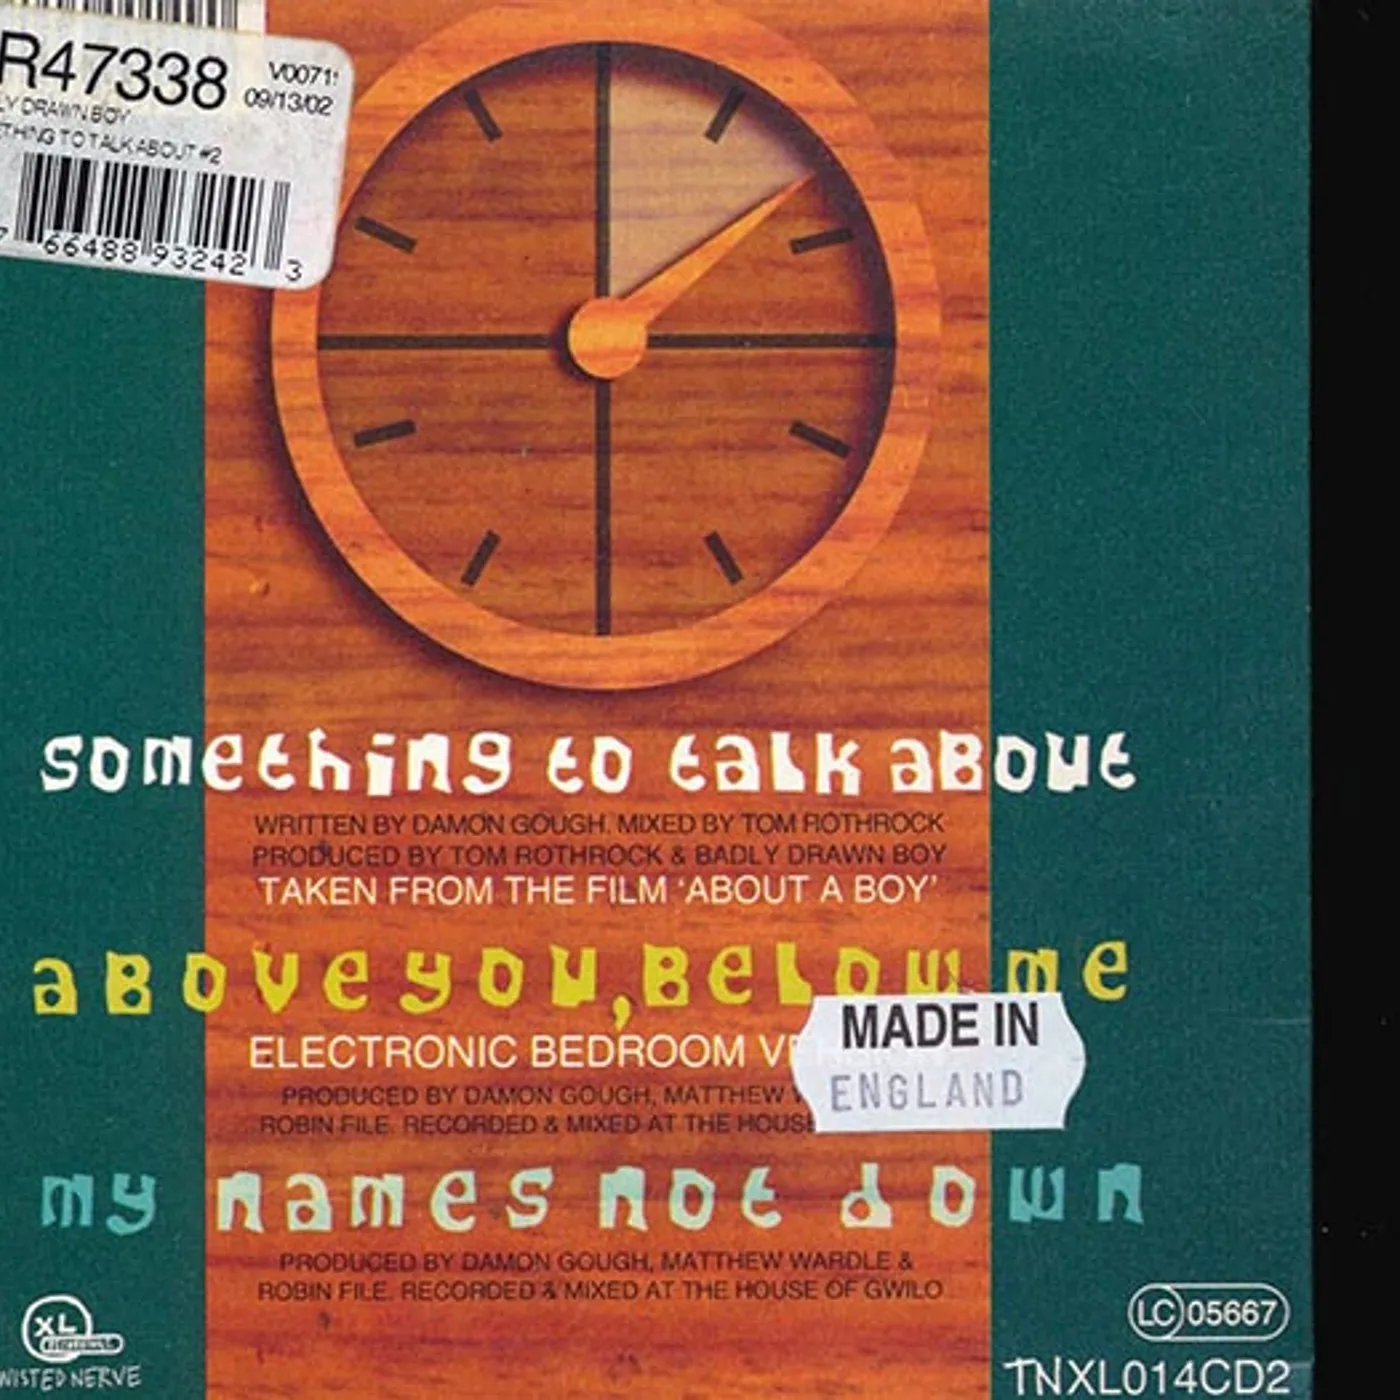 R47338
V0071
09/13/02
LY DRAWN BOY
THING TO TALK ABOUT #2
7 66488 93242 3
something to talk about
WRITTEN BY DAMON GOUGH. MIXED BY TOM ROTHROCK
PRODUCED BY TOM ROTHROCK & BADLY DRAWN BOY
TAKEN FROM THE FILM ‘ABOUT A BOY’
above you, below me
ELECTRONIC BEDROOM
MADE IN
ENGLAND
PRODUCED BY DAMON GOUGH, MATTHEW
ROBIN FILE. RECORDED & MIXED AT THE HOUSE
my names not down
PRODUCED BY DAMON GOUGH, MATTHEW WARDLE &
ROBIN FILE. RECORDED & MIXED AT THE HOUSE OF GWILO
XL
WISTED NERVE
LC 05667
TNXL014CD2